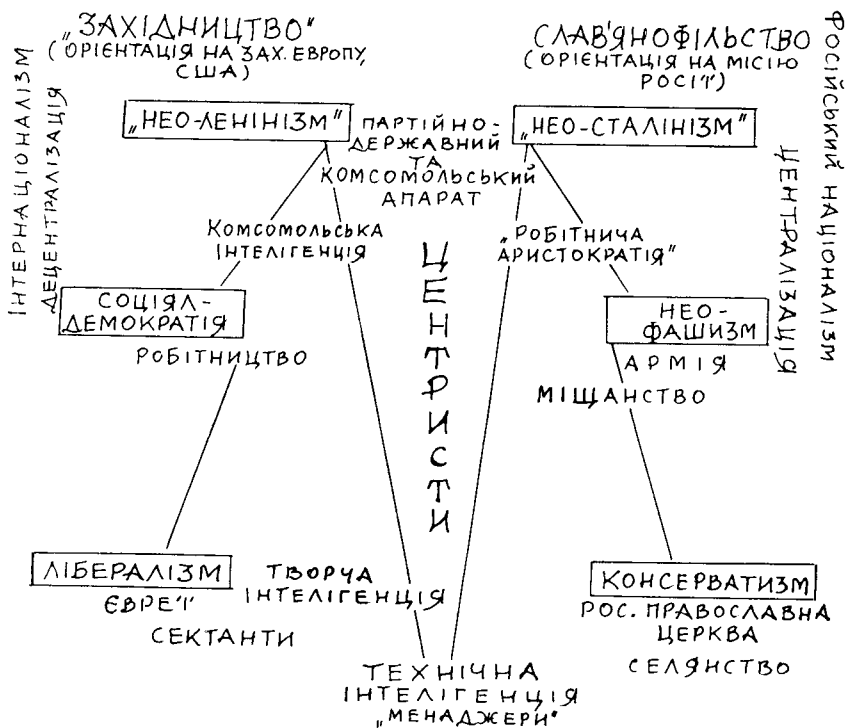 „ЗАХІДНИЦТВО“
(ОРІЄНТАЦІЯ НА ЗАХ. ЕВРОПУ,
США)
СЛАВ'ЯНОФІЛЬСТВО
(ОРІЄНТАЦІЯ НА МІСІЮ
РОСІЇ)
ІНТЕРНАЦІОНАЛІЗМ
ДЕЦЕНТРАЛІЗАЦІЯ
РОСІЙСЬКИЙ НАЦІОНАЛІЗМ
ЦЕНТРАЛІЗАЦІЯ
„НЕО-ЛЕНІНІЗМ“
ПАРТІЙНО-
ДЕРЖАВНИЙ
ТА
КОМСОМОЛЬСЬКИЙ
АПАРАТ
„НЕО-СТАЛІНІЗМ“
КОМСОМОЛЬСЬКА
ІНТЕЛІГЕНЦІЯ
„РОБІТНИЧА
АРИСТОКРАТІЯ“
ЦЕНТРИСТИ
СОЦІЯЛ-
ДЕМОКРАТІЯ
РОБІТНИЦТВО
НЕО-
ФАШИЗМ
АРМІЯ
МІЩАНСТВО
ЛІБЕРАЛІЗМ
ЄВРЕЇ
СЕКТАНТИ
ТВОРЧА
ІНТЕЛІГЕНЦІЯ
КОНСЕРВАТИЗМ
РОС. ПРАВОСЛАВНА
ЦЕРКВА
СЕЛЯНСТВО
ТЕХНІЧНА
ІНТЕЛІГЕНЦІЯ
„МЕНАДЖЕРИ“